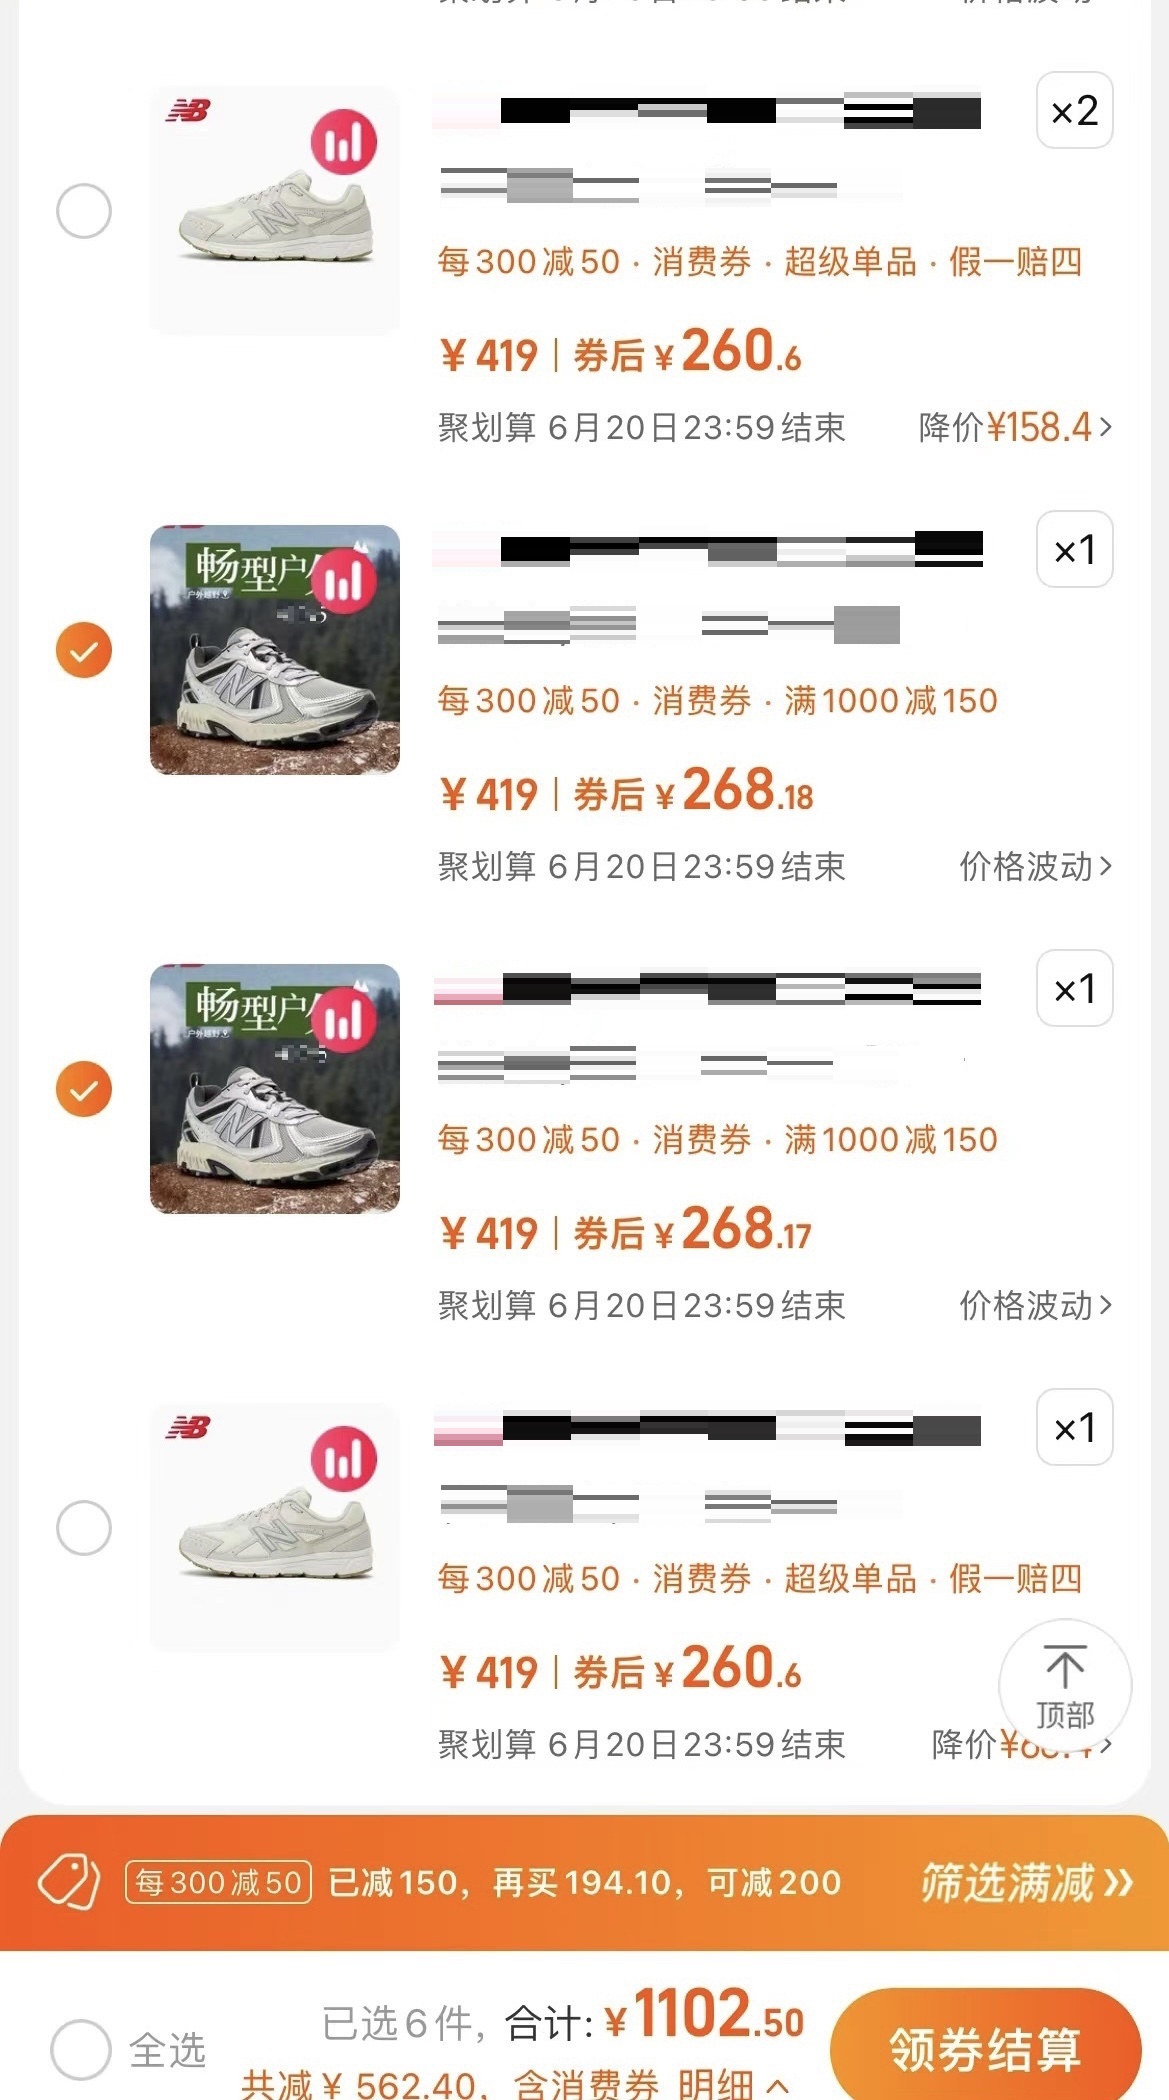 ×2
每300减50 · 消费券 · 超级单品 · 假一赔四
¥419 | 券后 ¥260.6
聚划算 6月20日23:59结束 降价¥158.4>
畅型户
户外越野
×1
每300减50 · 消费券 · 满1000减150
¥419 | 券后 ¥268.18
聚划算 6月20日23:59结束 价格波动>
畅型户
户外越野
×1
每300减50 · 消费券 · 满1000减150
¥419 | 券后 ¥268.17
聚划算 6月20日23:59结束 价格波动>
×1
每300减50 · 消费券 · 超级单品 · 假一赔四
¥419 | 券后 ¥260.6
顶部
聚划算 6月20日23:59结束 降价
每300减50 已减150，再买194.10，可减200 筛选满减
全选 已选6件，合计：¥1102.50 领券结算
共减¥562.40，含消费券 明细